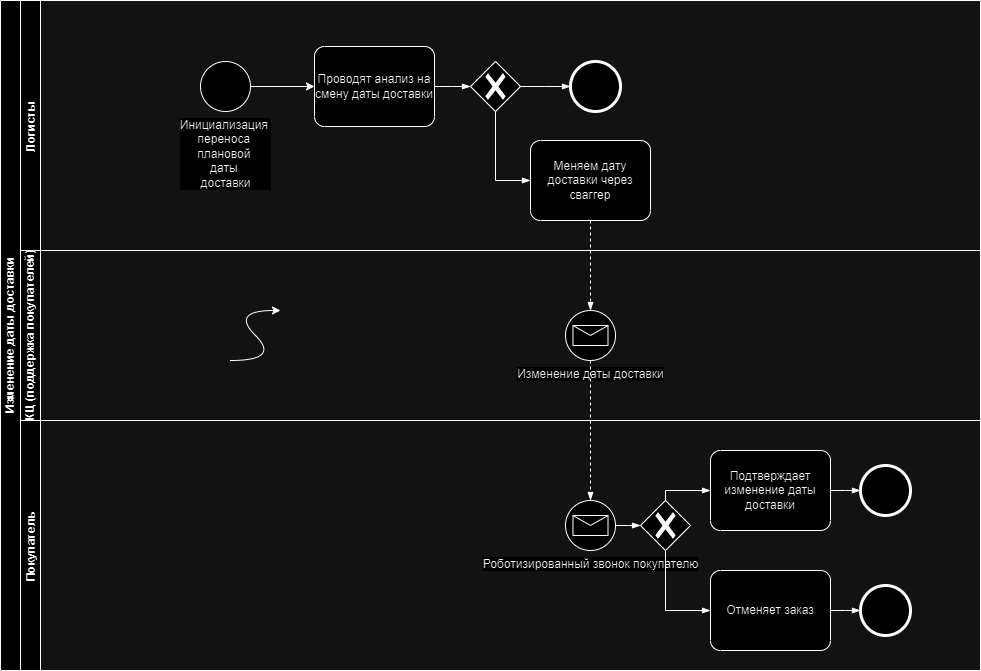 Изменение даты доставки
Логисты
Инициализация
переноса
плановой
даты
доставки
Проводят анализ на
смену даты доставки
Меняем дату
доставки через
сваггер
КЦ (поддержка покупателей)
Изменение даты доставки
Покупатель
Роботизированный звонок покупателю
Подтверждает
изменение даты
доставки
Отменяет заказ